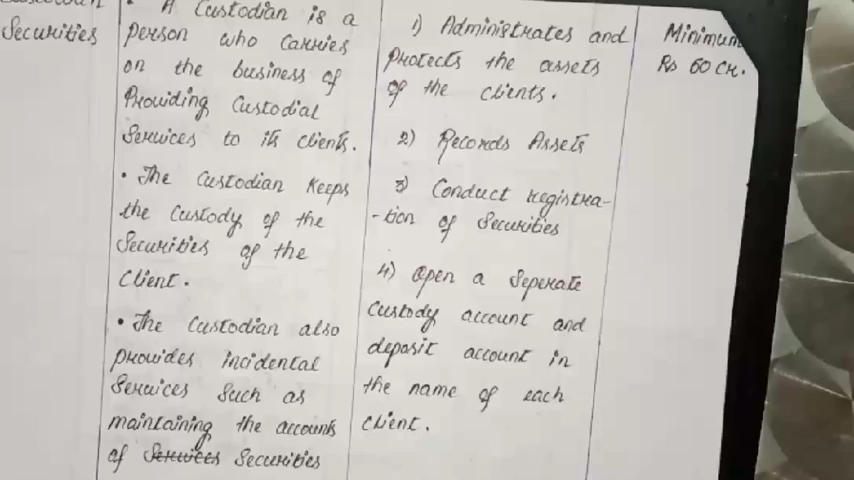 Securities
• A Custodian is a
person who carries
on the business of
Providing Custodial
Services to its clients.
• The Custodian Keeps
the Custody of the
Securities of the
Client.
• The Custodian also
provides incidental
Services such as
maintaining the accounts
of Services Securities
1) Administrates and
Protects the assets
of the clients.
2) Records Assets
3) Conduct registra-
-tion of Securities
4) Open a Seperate
Custody account and
deposit account in
the name of each
client.
Minimum
Rs 50 Cr.